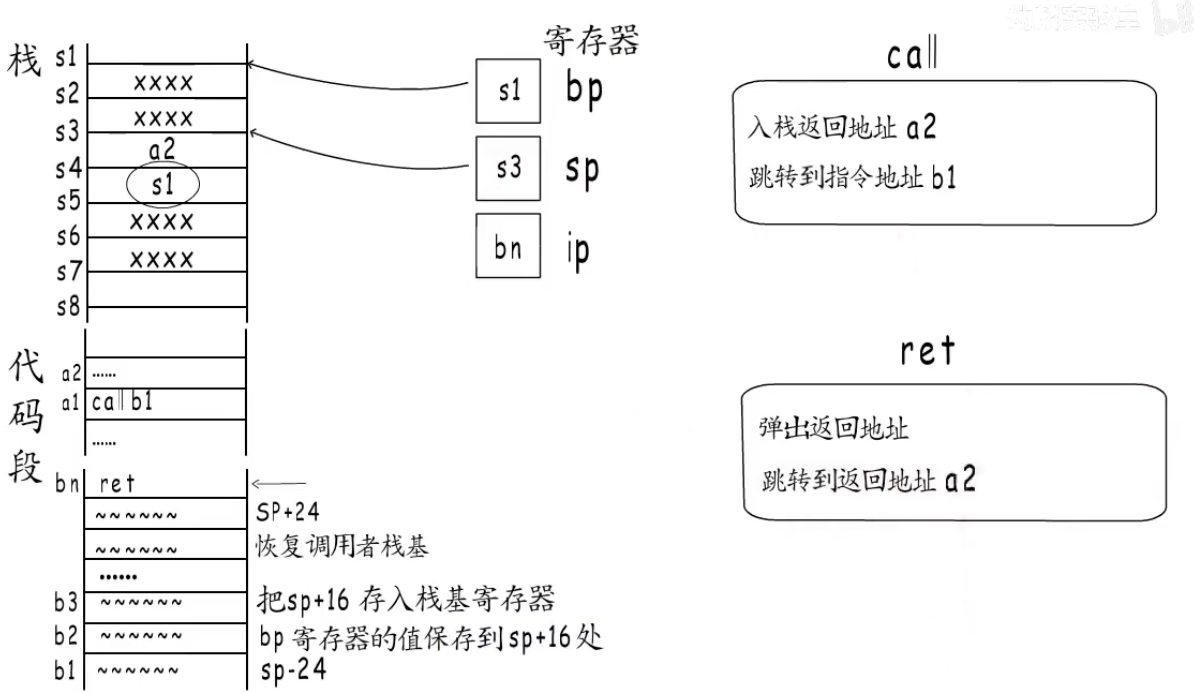 栈
s1
s2
s3
s4
s5
s6
s7
s8
xxxx
xxxx
a2
s1
xxxx
xxxx
寄存器
s1 bp
s3 sp
bn ip
call
入栈返回地址 a2
跳转到指令地址 b1
ret
弹出返回地址
跳转到返回地址 a2
代码段
a2 ......
a1 call b1
......
bn ret
~~~~~~ SP+24
~~~~~~ 恢复调用者栈基
......
b3 ~~~~~~ 把sp+16 存入栈基寄存器
b2 ~~~~~~ bp 寄存器的值保存到sp+16 处
b1 ~~~~~~ sp-24